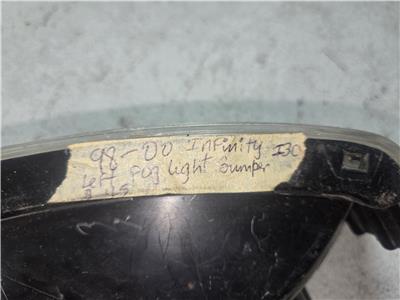 98-00 Infinity I30
Left Fog light bumper